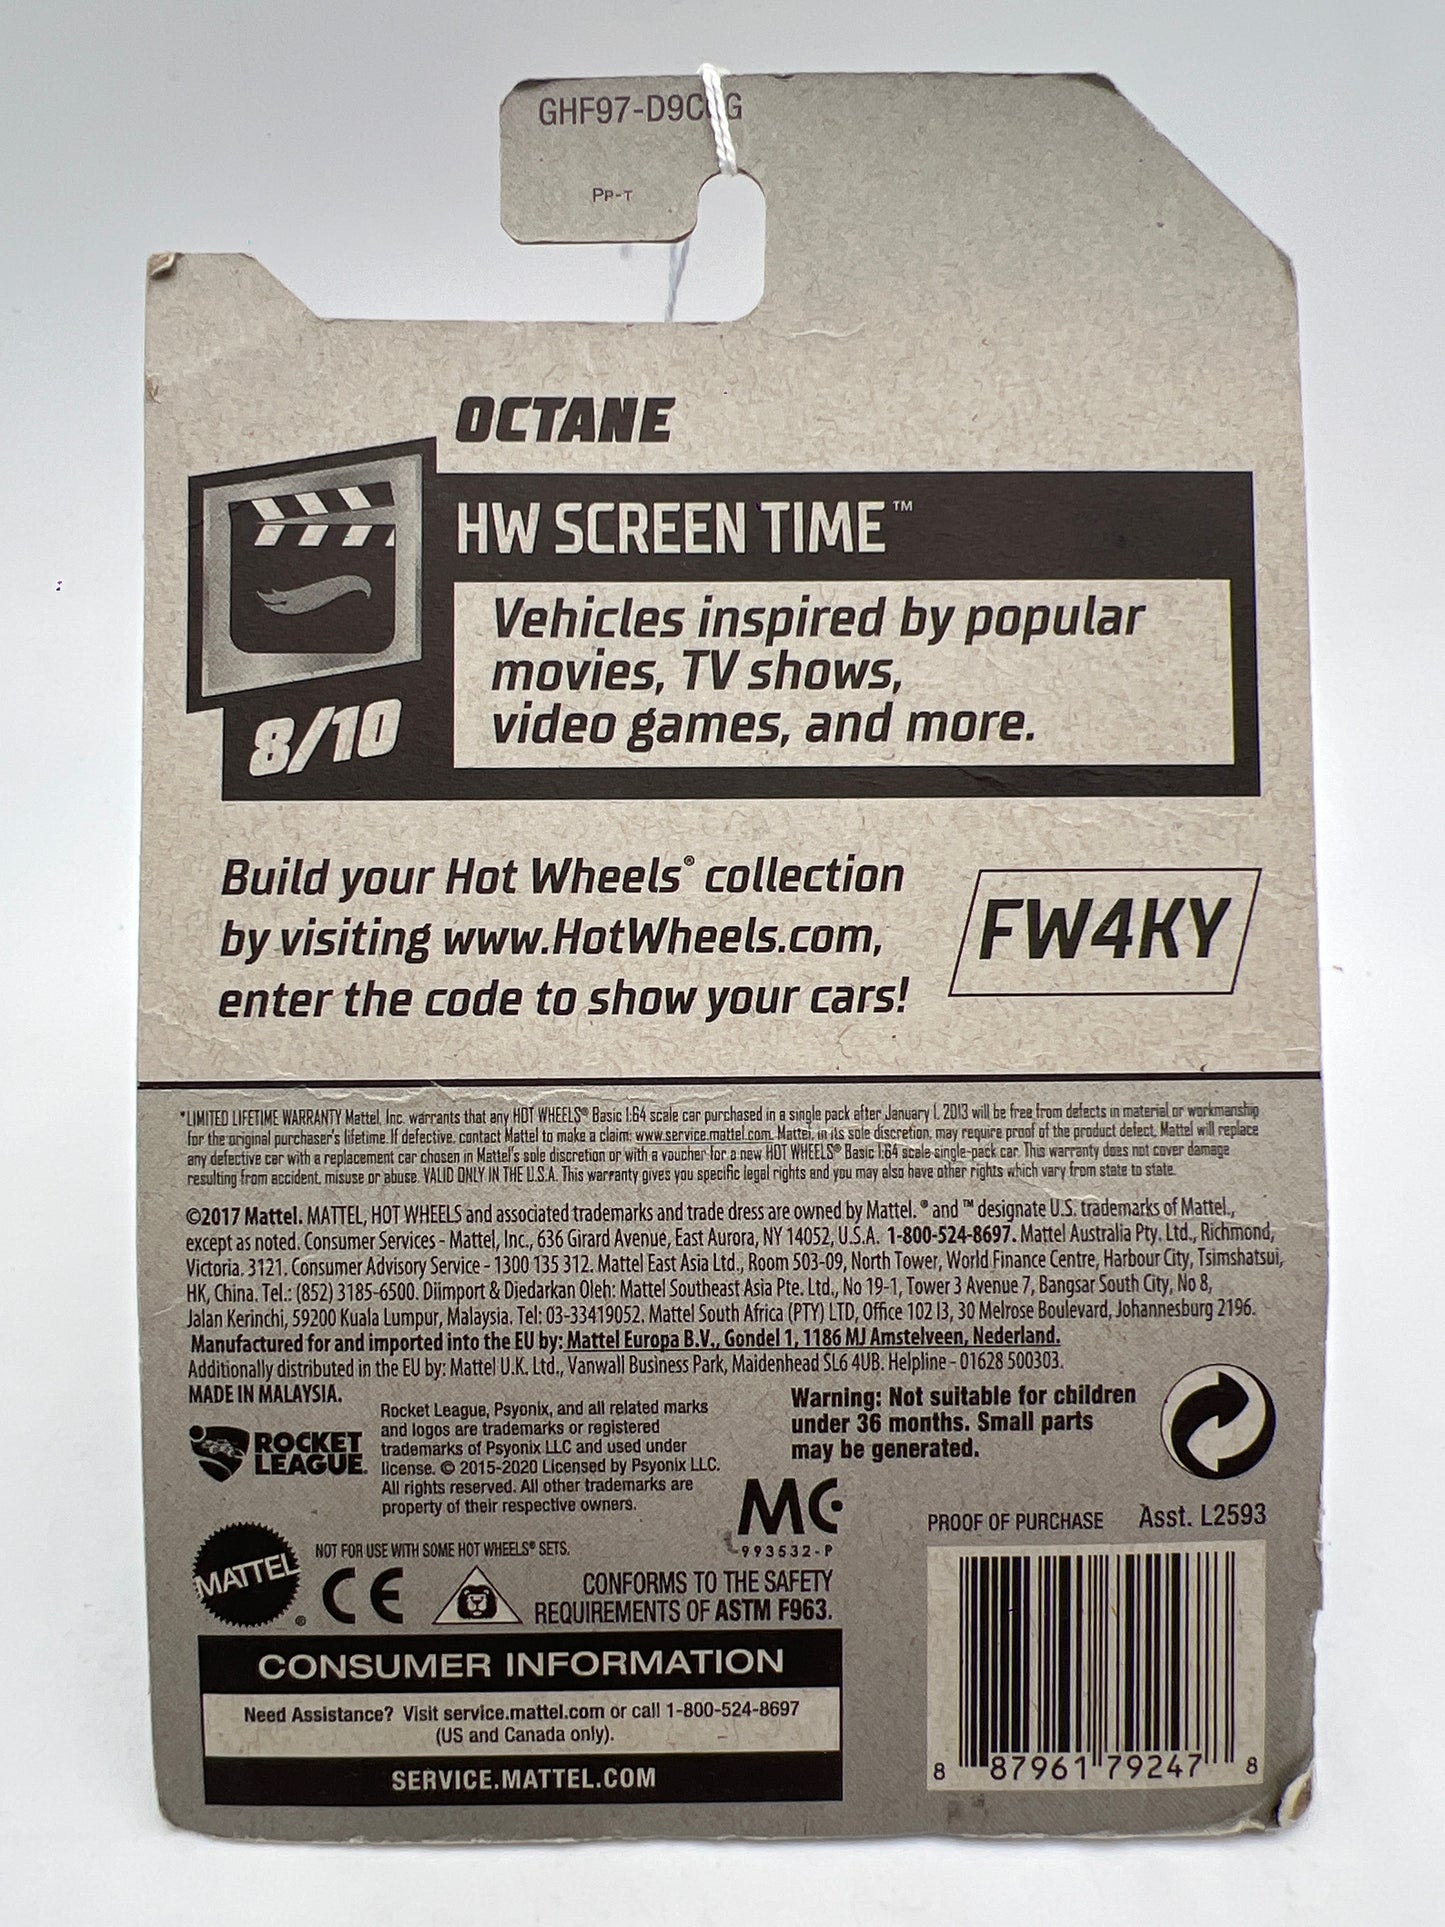 GHF97-D9C G
PP-T
OCTANE
HW SCREEN TIME™
Vehicles inspired by popular
movies, TV shows,
video games, and more.
8/10
Build your Hot Wheels® collection
by visiting www.HotWheels.com,
enter the code to show your cars!
FW4KY
*LIMITED LIFETIME WARRANTY Mattel, Inc. warrants that any HOT WHEELS® Basic 1:64 scale car purchased in a single pack after January 1, 2013 will be free from defects in material or workmanship
for the original purchaser's lifetime. If defective, contact Mattel to make a claim: www.service.mattel.com. Mattel, in its sole discretion, may require proof of the product defect. Mattel will replace
any defective car with a replacement car chosen in Mattel's sole discretion or with a voucher for a new HOT WHEELS® Basic 1:64 scale single-pack car. This warranty does not cover damage
resulting from accident, misuse or abuse. VALID ONLY IN THE U.S.A. This warranty gives you specific legal rights and you may also have other rights which vary from state to state.
©2017 Mattel. MATTEL, HOT WHEELS and associated trademarks and trade dress are owned by Mattel. ® and ™ designate U.S. trademarks of Mattel.,
except as noted. Consumer Services - Mattel, Inc., 636 Girard Avenue, East Aurora, NY 14052, U.S.A. 1-800-524-8697. Mattel Australia Pty. Ltd., Richmond,
Victoria. 3121. Consumer Advisory Service - 1300 135 312. Mattel East Asia Ltd., Room 503-09, North Tower, World Finance Centre, Harbour City, Tsimshatsui,
HK, China. Tel.: (852) 3185-6500. Diimport & Diedarkan Oleh: Mattel Southeast Asia Pte. Ltd., No 19-1, Tower 3 Avenue 7, Bangsar South City, No 8,
Jalan Kerinchi, 59200 Kuala Lumpur, Malaysia. Tel: 03-33419052. Mattel South Africa (PTY) LTD, Office 102 I3, 30 Melrose Boulevard, Johannesburg 2196.
Manufactured for and imported into the EU by: Mattel Europa B.V., Gondel 1, 1186 MJ Amstelveen, Nederland.
Additionally distributed in the EU by: Mattel U.K. Ltd., Vanwall Business Park, Maidenhead SL6 4UB. Helpline - 01628 500303.
MADE IN MALAYSIA.
ROCKET
LEAGUE.
Rocket League, Psyonix, and all related marks
and logos are trademarks or registered
trademarks of Psyonix LLC and used under
license. © 2015-2020 Licensed by Psyonix LLC.
All rights reserved. All other trademarks are
property of their respective owners.
Warning: Not suitable for children
under 36 months. Small parts
may be generated.
MC
993532-P
PROOF OF PURCHASE Asst. L2593
MATTEL®
NOT FOR USE WITH SOME HOT WHEELS® SETS.
CE
CONFORMS TO THE SAFETY
REQUIREMENTS OF ASTM F963.
CONSUMER INFORMATION
Need Assistance? Visit service.mattel.com or call 1-800-524-8697
(US and Canada only).
SERVICE.MATTEL.COM
8 87961 79247 8